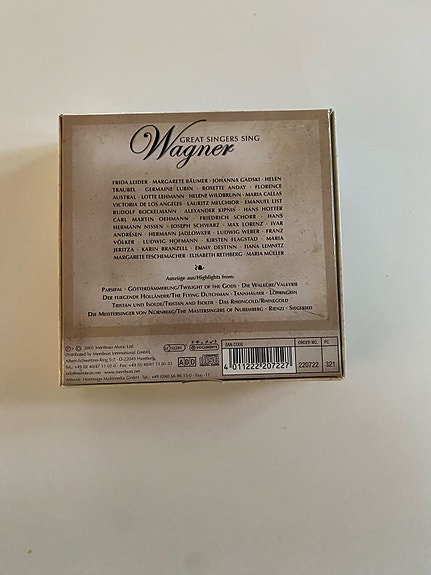 GREAT SINGERS SING
Wagner
FRIDA LEIDER · MARGARETE BÄUMER · JOHANNA GADSKI · HELEN
TRAUBEL · GERMAINE LUBIN · ROSETTE ANDAY · FLORENCE
AUSTRAL · LOTTE LEHMANN · HELENE WILDBRUNN · MARIA CALLAS
VICTORIA DE LOS ANGELES · LAURITZ MELCHIOR · EMANUEL LIST
RUDOLF BOCKELMANN · ALEXANDER KIPNIS · HANS HOTTER
CARL MARTIN OEHMANN · FRIEDRICH SCHORR · HANS
HERMANN NISSEN · JOSEPH SCHWARZ · MAX LORENZ · IVAR
ANDRÉSEN · HERMANN JADLOWKER · LUDWIG WEBER · FRANZ
VÖLKER · LUDWIG HOFMANN · KIRSTEN FLAGSTAD · MARIA
JERITZA · KARIN BRANZELL · EMMY DESTINN · TIANA LEMNITZ
MARGARETE TESCHEMACHER · ELISABETH RETHBERG · MARIA MÜLLER
Auszüge aus/Highlights from:
PARSIFAL · GÖTTERDÄMMERUNG/TWILIGHT OF THE GODS · DIE WALKÜRE/VALKYRIE
DER FLIEGENDE HOLLÄNDER/THE FLYING DUTCHMAN · TANNHÄUSER · LOHENGRIN
TRISTAN UND ISOLDE/TRISTAN AND ISOLDE · DAS RHEINGOLD/RHINEGOLD
DIE MEISTERSINGER VON NÜRNBERG/THE MASTERSINGERS OF NUREMBERG · RIENZI · SIEGFRIED
2005 Membran Music Ltd.
Distributed by Membran International GmbH,
DOCUMENTS
ADD
EAN CODE
4 011222 207227
ORDER NO.
220722
PC
321